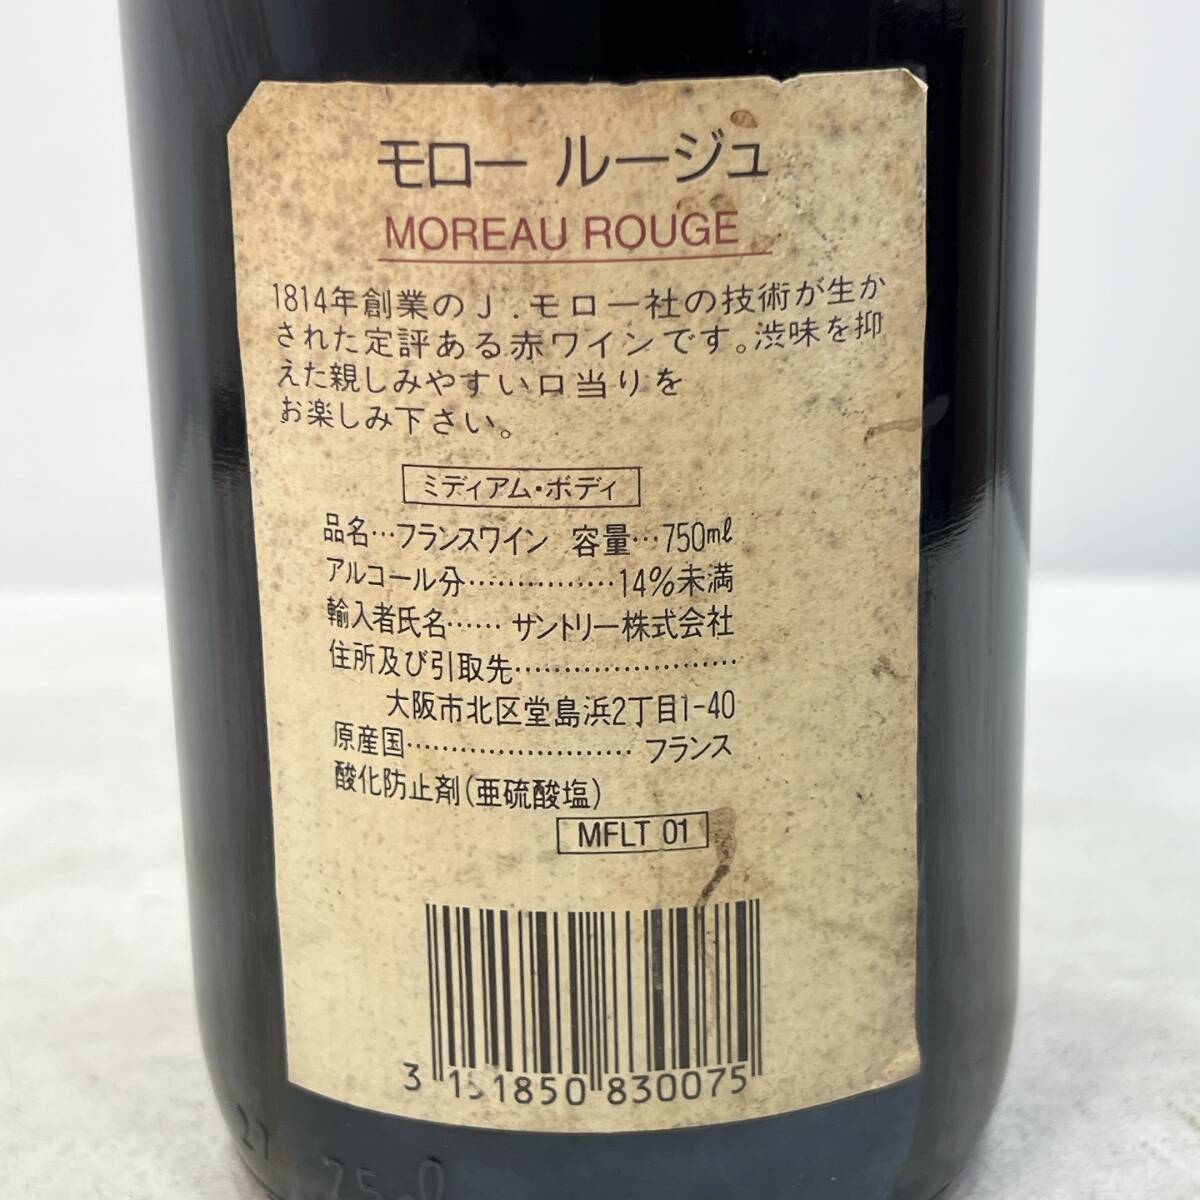 モロー ルージュ
MOREAU ROUGE
1814年創業のJ.モロー社の技術が生か
された定評ある赤ワインです。渋味を抑
えた親しみやすい口当りを
お楽しみ下さい。
ミディアム・ボディ
品名…フランスワイン 容量…750ml
アルコール分……………14%未満
輸入者氏名…… サントリー株式会社
住所及び引取先……………………
大阪市北区堂島浜2丁目1-40
原産国…………………… フランス
酸化防止剤(亜硫酸塩)
MFLT 01
3 151850 830075
27 75.0